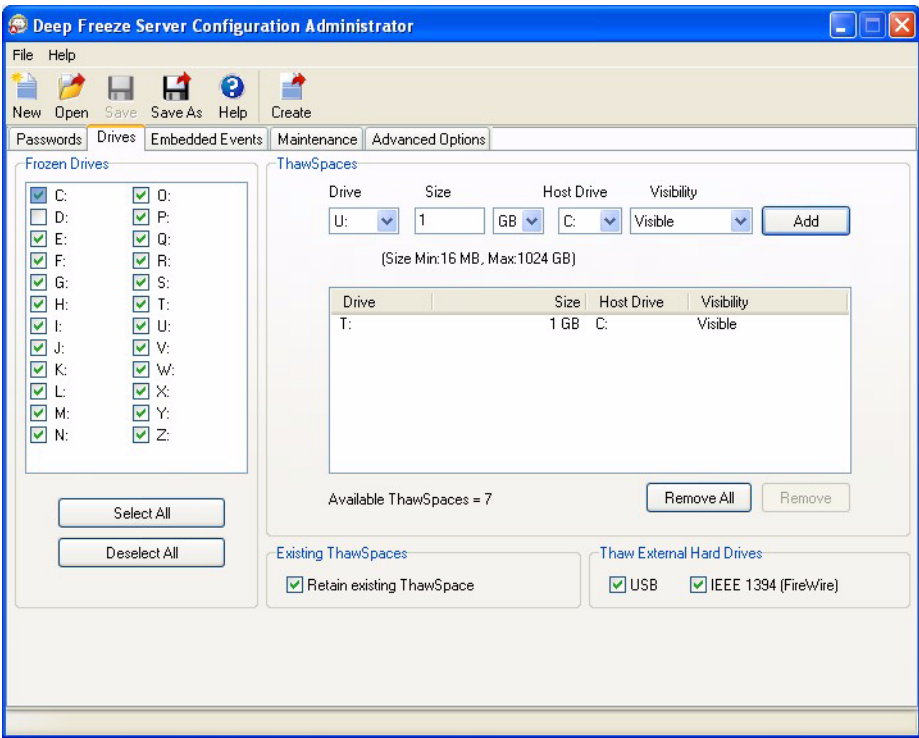 Deep Freeze Server Configuration Administrator
File Help
New Open Save Save As Help Create
Passwords Drives Embedded Events Maintenance Advanced Options
Frozen Drives
C: O:
D: P:
E: Q:
F: R:
G: S:
H: T:
I: U:
J: V:
K: W:
L: X:
M: Y:
N: Z:
Select All
Deselect All
ThawSpaces
Drive Size Host Drive Visibility
U: 1 GB C: Visible Add
(Size Min:16 MB, Max:1024 GB)
Drive Size Host Drive Visibility
T: 1 GB C: Visible
Available ThawSpaces = 7 Remove All Remove
Existing ThawSpaces
Retain existing ThawSpace
Thaw External Hard Drives
USB IEEE 1394 (FireWire)